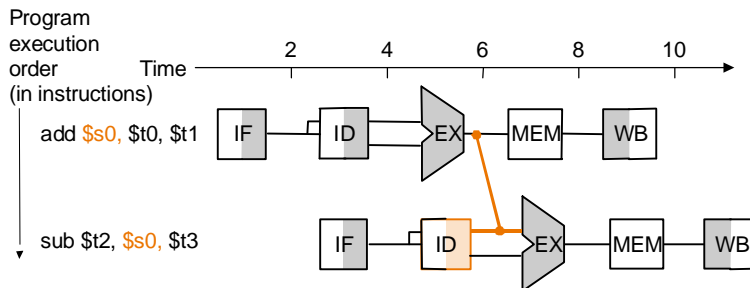 Program
execution
order
(in instructions)
Time
2 4 6 8 10
add $s0, $t0, $t1
IF ID EX MEM WB
sub $t2, $s0, $t3
IF ID EX MEM WB